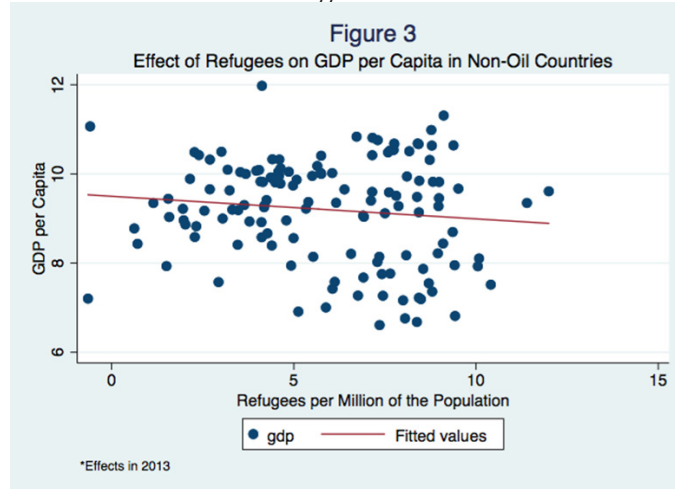 Figure 3
Effect of Refugees on GDP per Capita in Non-Oil Countries
12
10
8
6
GDP per Capita
0 5 10 15
Refugees per Million of the Population
gdp Fitted values
*Effects in 2013